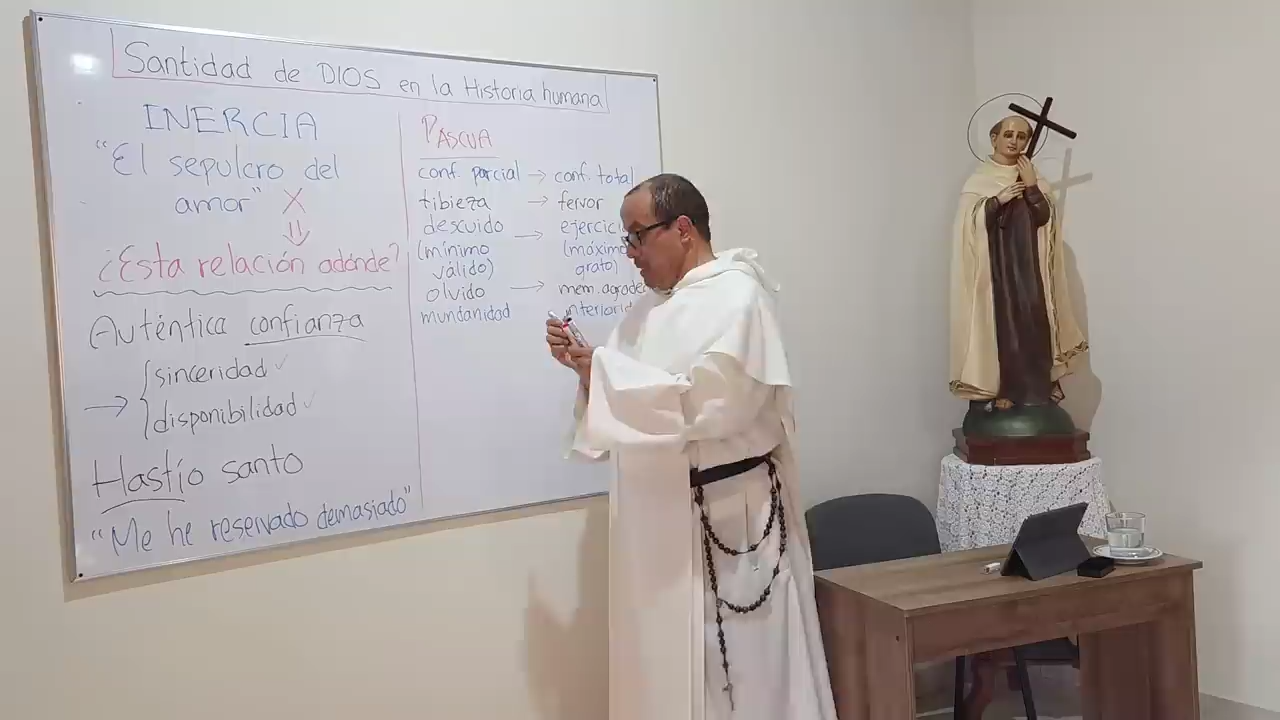 Santidad de DIOS en la Historia humana
INERCIA
"El sepulcro del
amor" X
¿Esta relación adónde?
Auténtica confianza
→ { sinceridad ✓
disponibilidad ✓
Hastío santo
"Me he reservado demasiado"
PASCUA
conf. parcial → conf. total
tibieza → fervor
descuido → ejercici
(mínimo (máximo
válido) grato)
olvido → mem. agrade
mundanidad interiorid